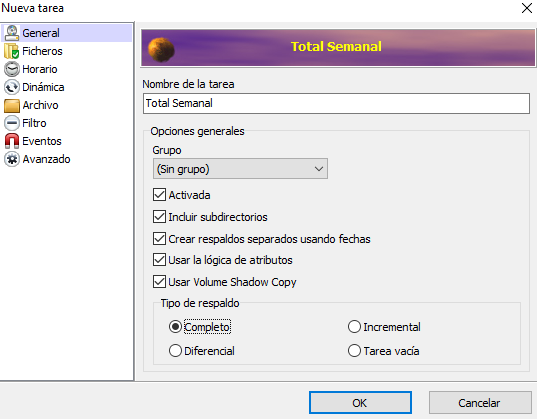 Nueva tarea
General
Ficheros
Horario
Dinámica
Archivo
Filtro
Eventos
Avanzado
Total Semanal
Nombre de la tarea
Total Semanal
Opciones generales
Grupo
(Sin grupo)
Activada
Incluir subdirectorios
Crear respaldos separados usando fechas
Usar la lógica de atributos
Usar Volume Shadow Copy
Tipo de respaldo
Completo
Incremental
Diferencial
Tarea vacía
OK
Cancelar